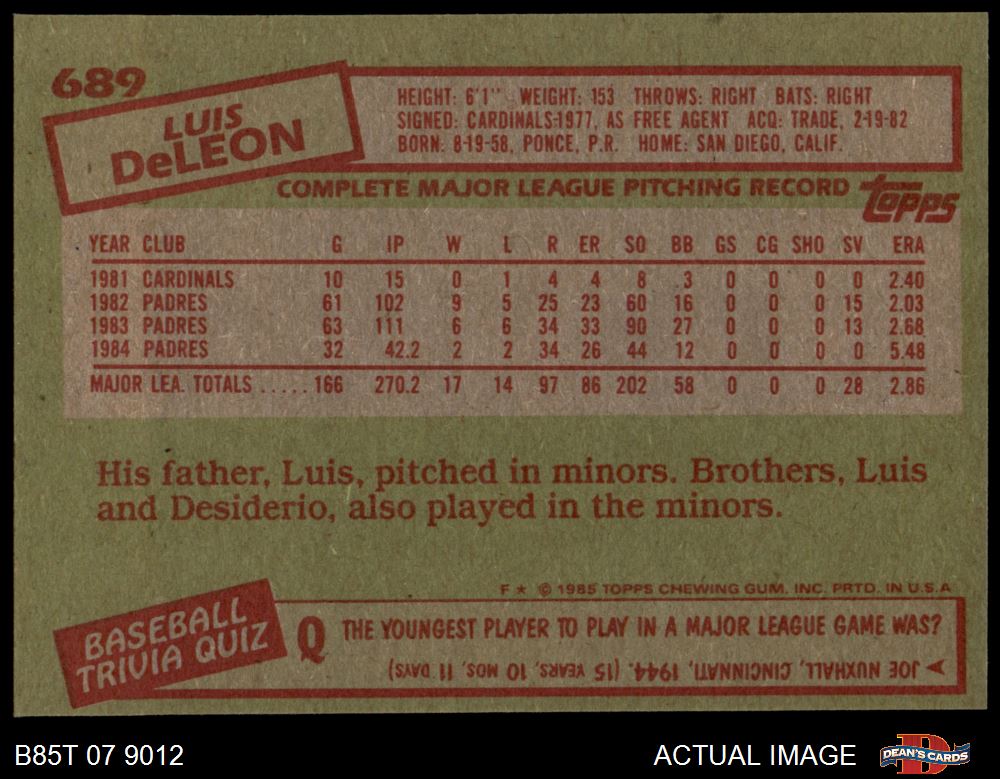 689
LUIS
DeLEON
HEIGHT: 6'1" WEIGHT: 153 THROWS: RIGHT BATS: RIGHT
SIGNED: CARDINALS-1977, AS FREE AGENT ACQ: TRADE, 2-19-82
BORN: 8-19-58, PONCE, P.R. HOME: SAN DIEGO, CALIF.
COMPLETE MAJOR LEAGUE PITCHING RECORD
topps
YEAR CLUB G IP W L R ER SO BB GS CG SHO SV ERA
1981 CARDINALS 10 15 0 1 4 4 8 3 0 0 0 0 2.40
1982 PADRES 61 102 9 5 25 23 60 16 0 0 0 15 2.03
1983 PADRES 63 111 6 6 34 33 90 27 0 0 0 13 2.68
1984 PADRES 32 42.2 2 2 34 26 44 12 0 0 0 0 5.48
MAJOR LEA. TOTALS ..... 166 270.2 17 14 97 86 202 58 0 0 0 28 2.86
His father, Luis, pitched in minors. Brothers, Luis
and Desiderio, also played in the minors.
F ★ © 1985 TOPPS CHEWING GUM, INC. PRTD. IN U.S.A
BASEBALL
TRIVIA QUIZ
Q THE YOUNGEST PLAYER TO PLAY IN A MAJOR LEAGUE GAME WAS?
JOE NUXHALL, CINCINNATI, 1944. (15 YEARS, 10 MOS, 11 DAYS)
B85T 07 9012
ACTUAL IMAGE
D
DEAN'S CARDS